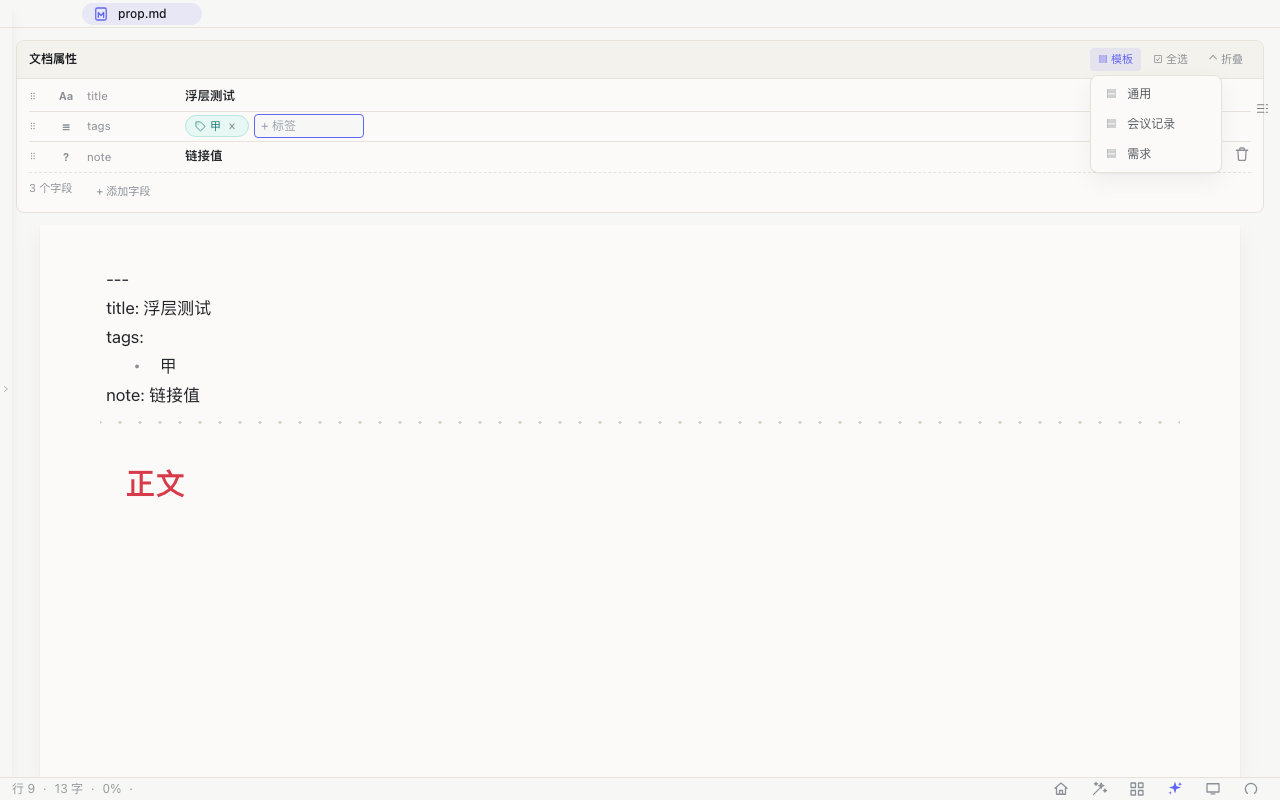 prop.md
文档属性
模板 全选 折叠
Aa title 浮层测试
tags 甲 × + 标签
? note 链接值
3 个字段 + 添加字段
通用
会议记录
需求
---
title: 浮层测试
tags:
• 甲
note: 链接值
正文
行 9 · 13 字 · 0% ·